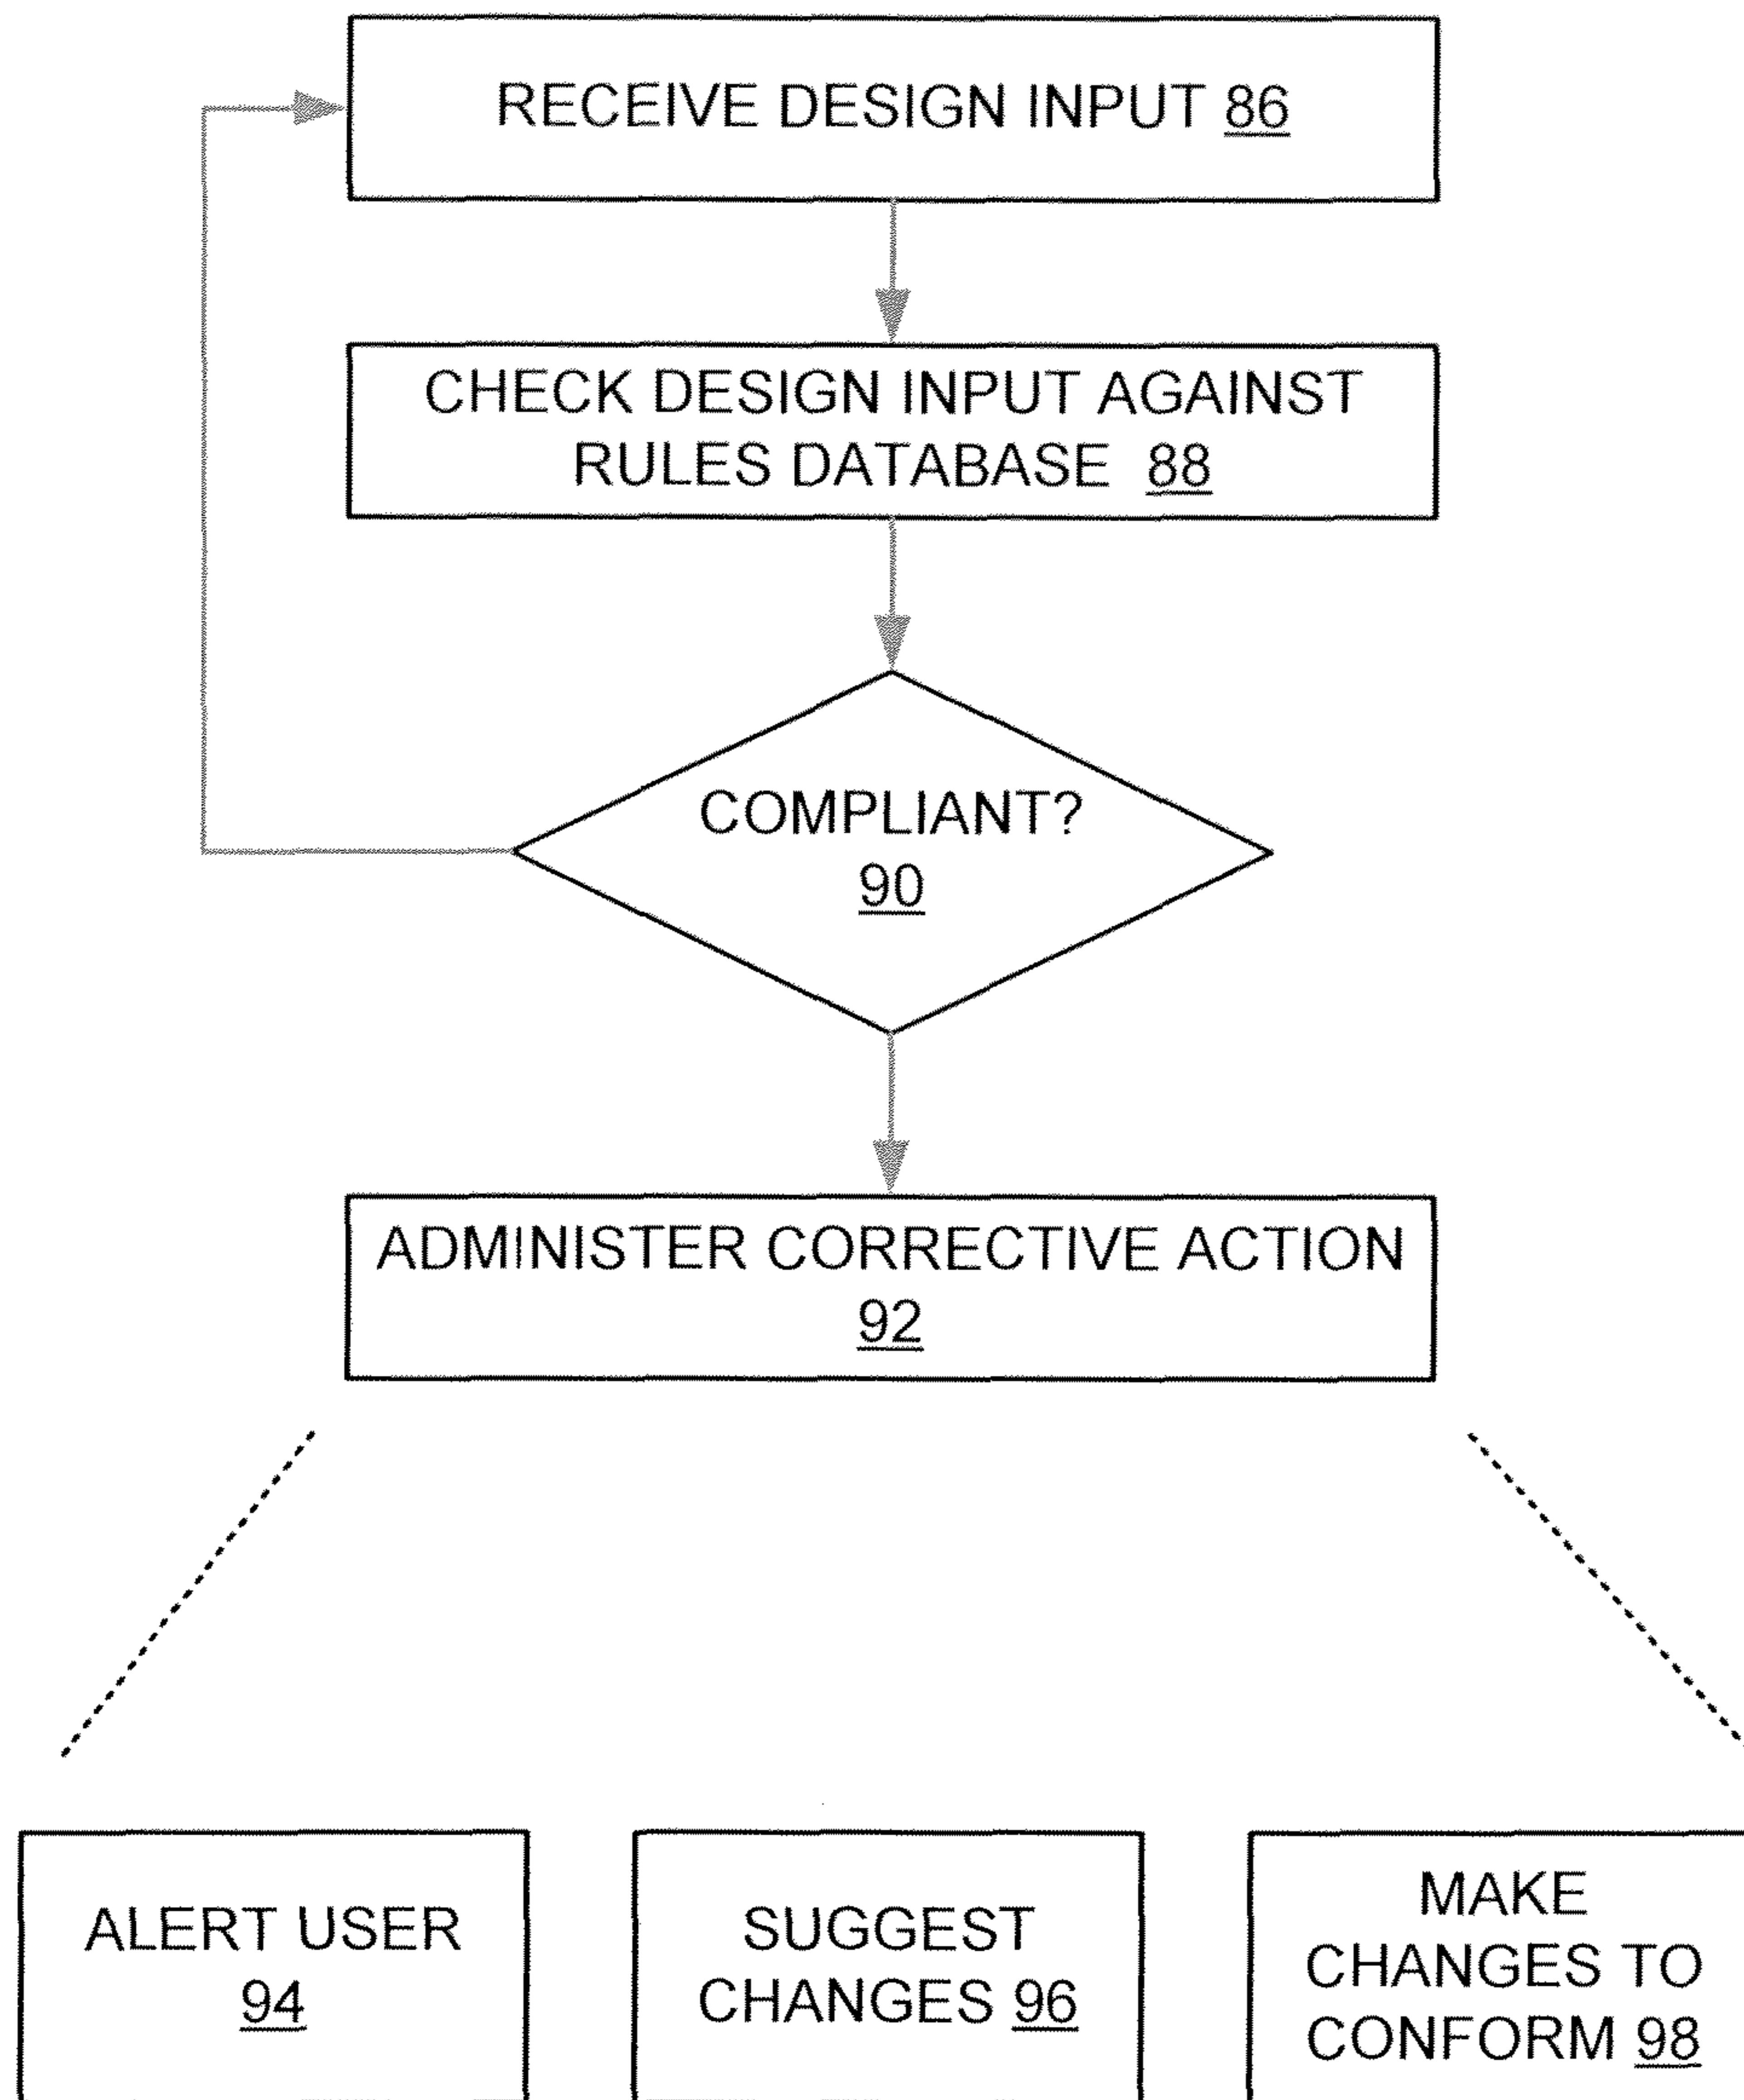 RECEIVE DESIGN INPUT 86
CHECK DESIGN INPUT AGAINST
RULES DATABASE 88
COMPLIANT?
90
ADMINISTER CORRECTIVE ACTION
92
ALERT USER
94
SUGGEST
CHANGES 96
MAKE
CHANGES TO
CONFORM 98